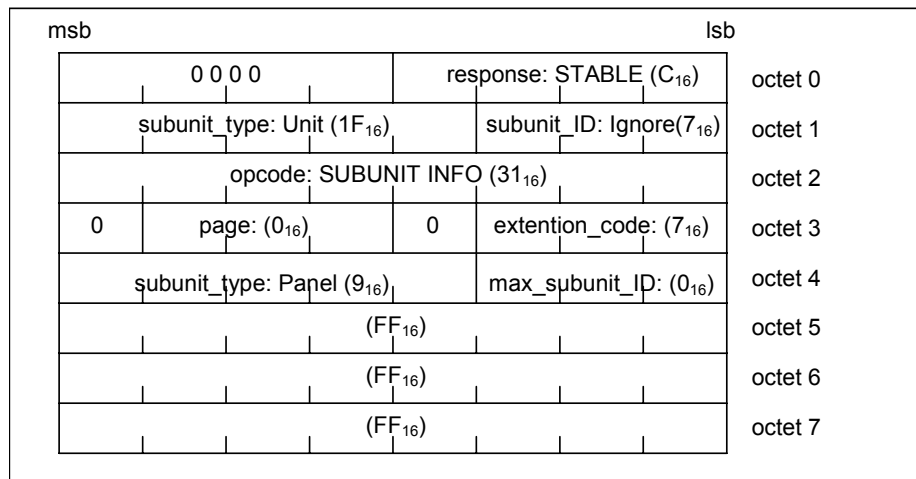 msb lsb
0 0 0 0 response: STABLE (C₁₆) octet 0
subunit_type: Unit (1F₁₆) subunit_ID: Ignore(7₁₆) octet 1
opcode: SUBUNIT INFO (31₁₆) octet 2
0 page: (0₁₆) 0 extention_code: (7₁₆) octet 3
subunit_type: Panel (9₁₆) max_subunit_ID: (0₁₆) octet 4
(FF₁₆) octet 5
(FF₁₆) octet 6
(FF₁₆) octet 7